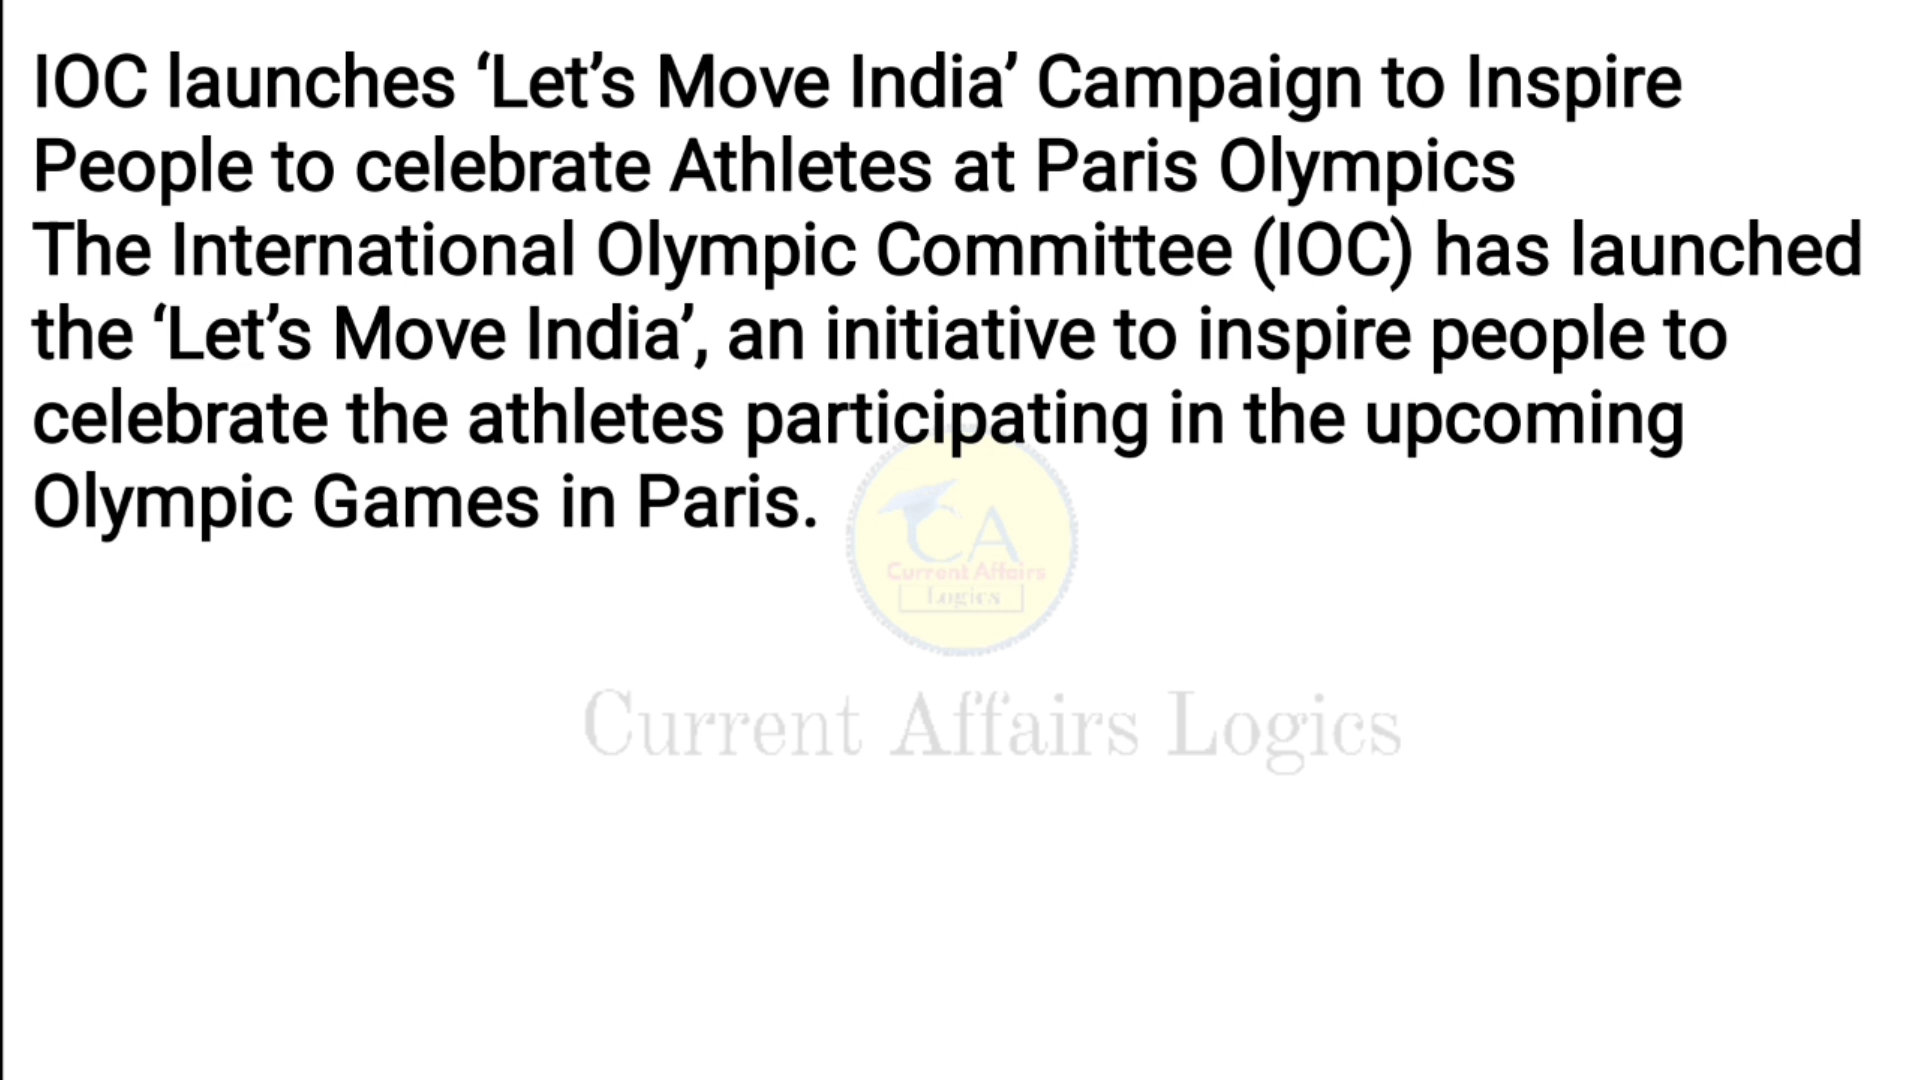 IOC launches ‘Let’s Move India’ Campaign to Inspire
People to celebrate Athletes at Paris Olympics
The International Olympic Committee (IOC) has launched
the ‘Let’s Move India’, an initiative to inspire people to
celebrate the athletes participating in the upcoming
Olympic Games in Paris.
CA
Current Affairs
Logics
Current Affairs Logics